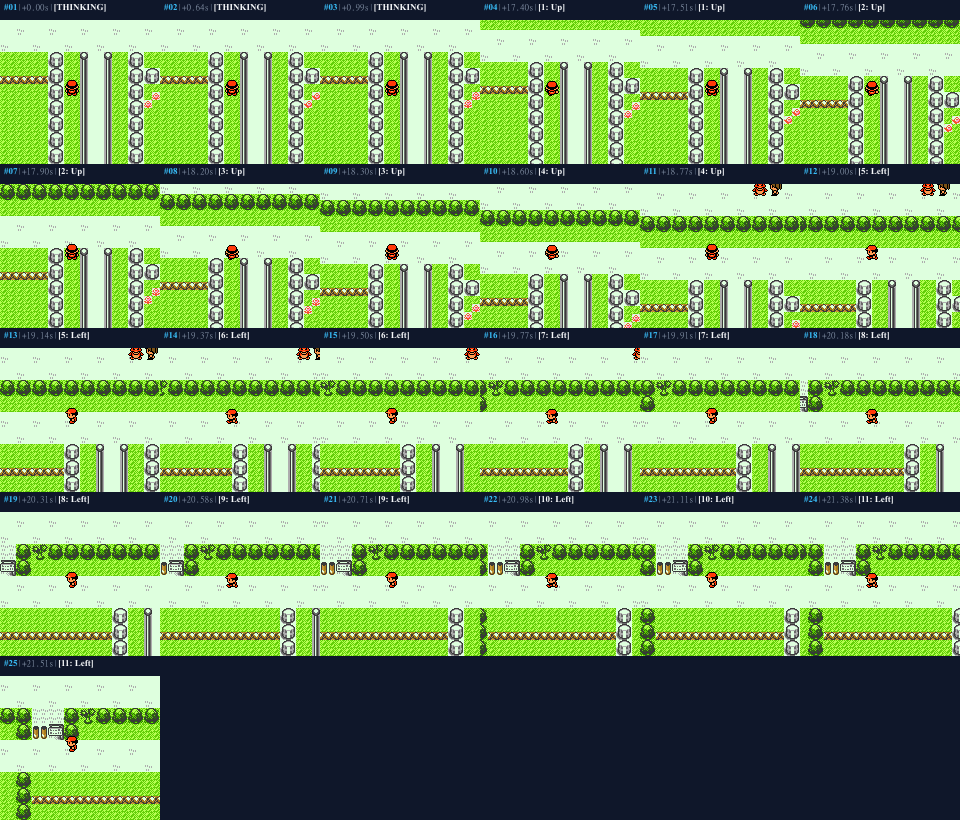 #01|+0.00s|[THINKING]
#02|+0.64s|[THINKING]
#03|+0.99s|[THINKING]
#04|+17.40s|[1: Up]
#05|+17.51s|[1: Up]
#06|+17.76s|[2: Up]
#07|+17.90s|[2: Up]
#08|+18.20s|[3: Up]
#09|+18.30s|[3: Up]
#10|+18.60s|[4: Up]
#11|+18.77s|[4: Up]
#12|+19.00s|[5: Left]
#13|+19.14s|[5: Left]
#14|+19.37s|[6: Left]
#15|+19.50s|[6: Left]
#16|+19.77s|[7: Left]
#17|+19.91s|[7: Left]
#18|+20.18s|[8: Left]
#19|+20.31s|[8: Left]
#20|+20.58s|[9: Left]
#21|+20.71s|[9: Left]
#22|+20.98s|[10: Left]
#23|+21.11s|[10: Left]
#24|+21.38s|[11: Left]
#25|+21.51s|[11: Left]